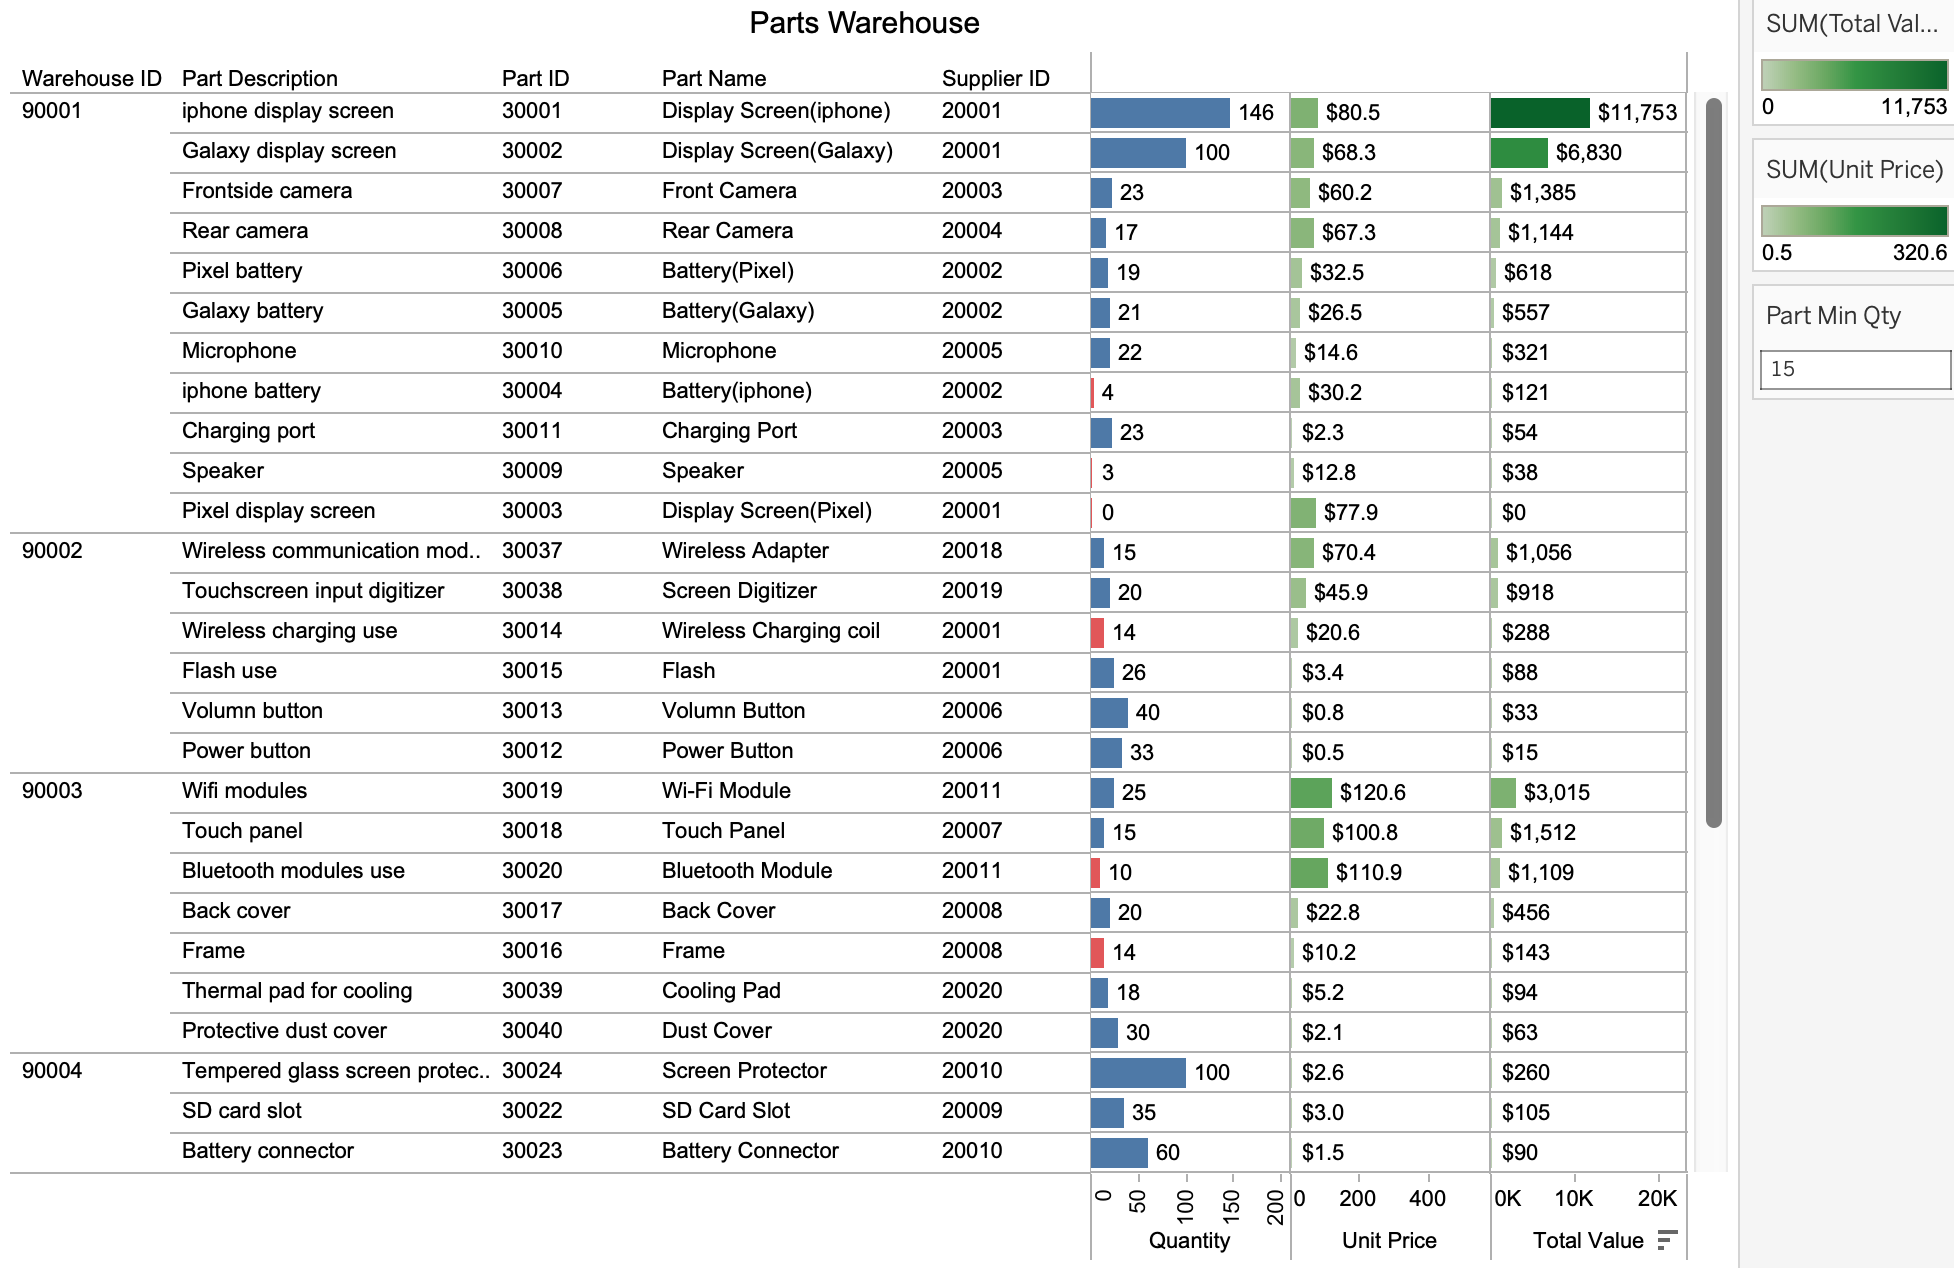 Parts Warehouse
Warehouse ID Part Description Part ID Part Name Supplier ID
90001 iphone display screen 30001 Display Screen(iphone) 20001 146 $80.5 $11,753
Galaxy display screen 30002 Display Screen(Galaxy) 20001 100 $68.3 $6,830
Frontside camera 30007 Front Camera 20003 23 $60.2 $1,385
Rear camera 30008 Rear Camera 20004 17 $67.3 $1,144
Pixel battery 30006 Battery(Pixel) 20002 19 $32.5 $618
Galaxy battery 30005 Battery(Galaxy) 20002 21 $26.5 $557
Microphone 30010 Microphone 20005 22 $14.6 $321
iphone battery 30004 Battery(iphone) 20002 4 $30.2 $121
Charging port 30011 Charging Port 20003 23 $2.3 $54
Speaker 30009 Speaker 20005 3 $12.8 $38
Pixel display screen 30003 Display Screen(Pixel) 20001 0 $77.9 $0
90002 Wireless communication mod.. 30037 Wireless Adapter 20018 15 $70.4 $1,056
Touchscreen input digitizer 30038 Screen Digitizer 20019 20 $45.9 $918
Wireless charging use 30014 Wireless Charging coil 20001 14 $20.6 $288
Flash use 30015 Flash 20001 26 $3.4 $88
Volumn button 30013 Volumn Button 20006 40 $0.8 $33
Power button 30012 Power Button 20006 33 $0.5 $15
90003 Wifi modules 30019 Wi-Fi Module 20011 25 $120.6 $3,015
Touch panel 30018 Touch Panel 20007 15 $100.8 $1,512
Bluetooth modules use 30020 Bluetooth Module 20011 10 $110.9 $1,109
Back cover 30017 Back Cover 20008 20 $22.8 $456
Frame 30016 Frame 20008 14 $10.2 $143
Thermal pad for cooling 30039 Cooling Pad 20020 18 $5.2 $94
Protective dust cover 30040 Dust Cover 20020 30 $2.1 $63
90004 Tempered glass screen protec.. 30024 Screen Protector 20010 100 $2.6 $260
SD card slot 30022 SD Card Slot 20009 35 $3.0 $105
Battery connector 30023 Battery Connector 20010 60 $1.5 $90
0 50 100 150 200 0 200 400 0K 10K 20K
Quantity Unit Price Total Value
SUM(Total Val...
0 11,753
SUM(Unit Price)
0.5 320.6
Part Min Qty
15